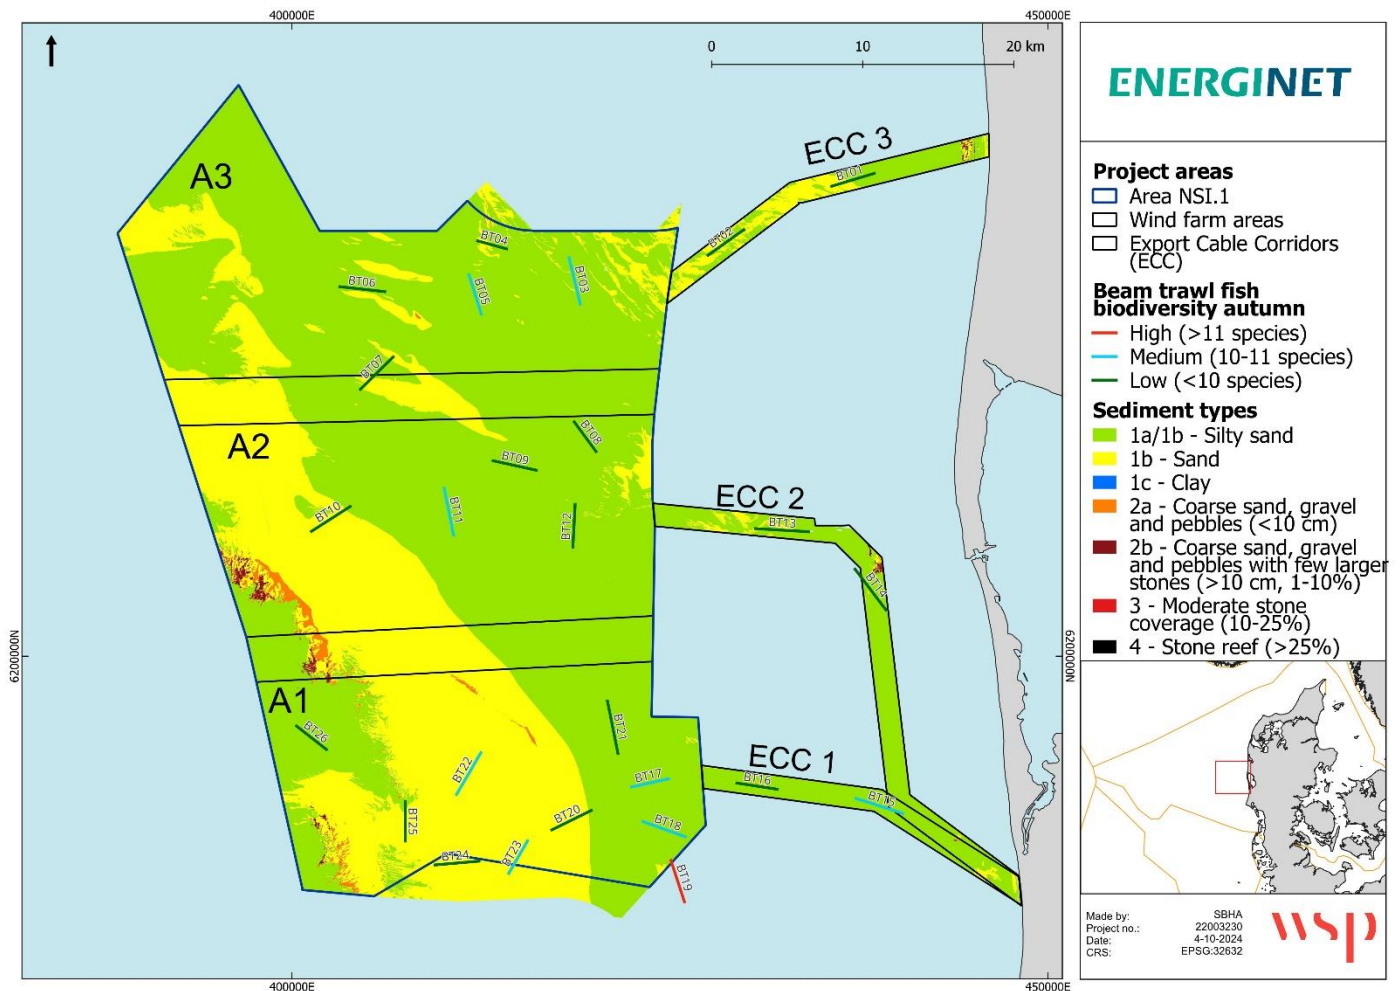 400000E
450000E
0
10
20 km
ECC 3
A3
BT01
BT02
BT04
BT03
BT05
BT06
BT07
A2
BT08
BT09
BT10
BT11
BT12
ECC 2
BT13
BT14
6200000N
6200000N
A1
BT26
BT21
BT22
BT17
ECC 1
BT16
BT15
BT25
BT20
BT18
BT24
BT23
BT19
400000E
450000E
ENERGINET
Project areas
Area NSI.1
Wind farm areas
Export Cable Corridors
(ECC)
Beam trawl fish
biodiversity autumn
High (>11 species)
Medium (10-11 species)
Low (<10 species)
Sediment types
1a/1b - Silty sand
1b - Sand
1c - Clay
2a - Coarse sand, gravel
and pebbles (<10 cm)
2b - Coarse sand, gravel
and pebbles with few larger
stones (>10 cm, 1-10%)
3 - Moderate stone
coverage (10-25%)
4 - Stone reef (>25%)
Made by: SBHA
Project no.: 22003230
Date: 4-10-2024
CRS: EPSG:32632
wsp